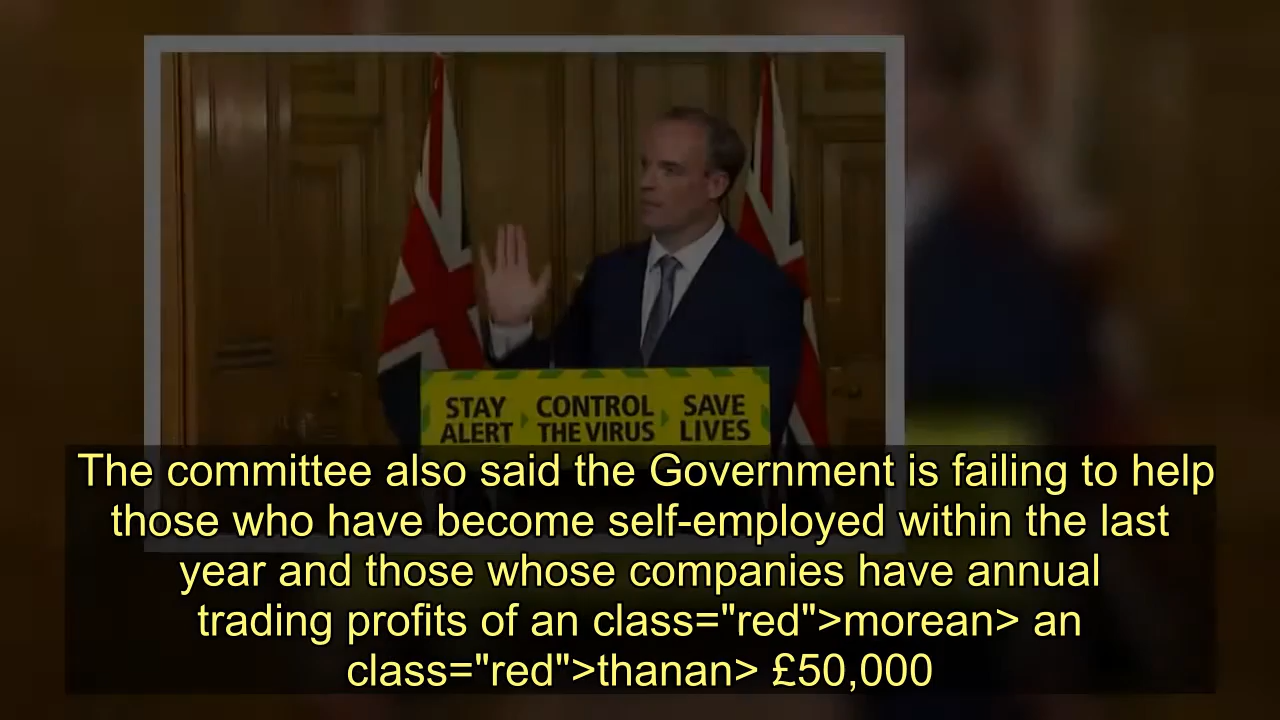 STAY ALERT CONTROL THE VIRUS SAVE LIVES
The committee also said the Government is failing to help
those who have become self-employed within the last
year and those whose companies have annual
trading profits of an class="red">morean> an
class="red">thanan> £50,000